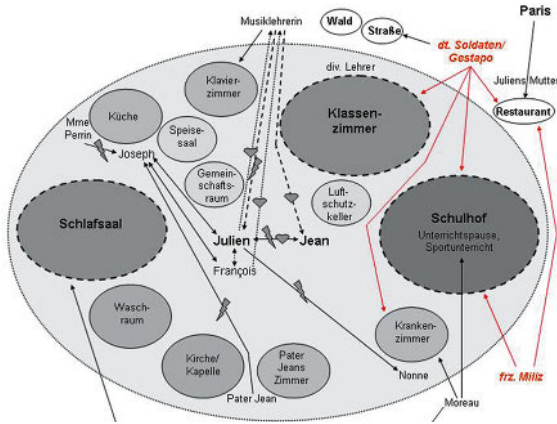 Musiklehrerin
Wald
Straße
Paris
dt. Soldaten/
Gestapo
div. Lehrer
Juliens Mutter
Klavier-
zimmer
Klassen-
zimmer
Restaurant
Küche
Mme
Perrin
Speise-
saal
Joseph
Gemein-
schafts-
raum
Luft-
schutz-
keller
Schlafsaal
Schulhof
Unterrichtspause,
Sportunterricht
Julien
Jean
François
Wasch-
raum
Kranken-
zimmer
Kirche/
Kapelle
Pater
Jeans
Zimmer
Nonne
frz. Miliz
Pater Jean
Moreau